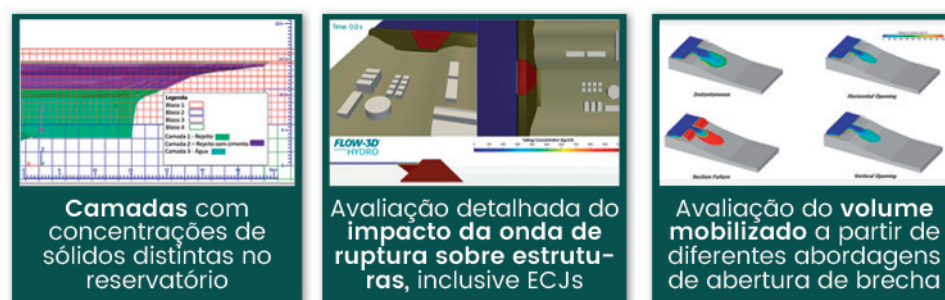 Legenda
Bloco 1
Bloco 2
Bloco 3
Bloco 4
Camada 1 - Rejeito
Camada 2 – Rejeito com cimento
Camada 3 - Água
Camadas com
concentrações de
sólidos distintas no
reservatório
Time: 0.0 s
FLOW-3D
HYDRO
Avaliação detalhada do
impacto da onda de
ruptura sobre estrutu-
ras, inclusive ECJs
Instantaneous
Horizontal Opening
Section Failure
Vertical Opening
Avaliação do volume
mobilizado a partir de
diferentes abordagens
de abertura de brecha